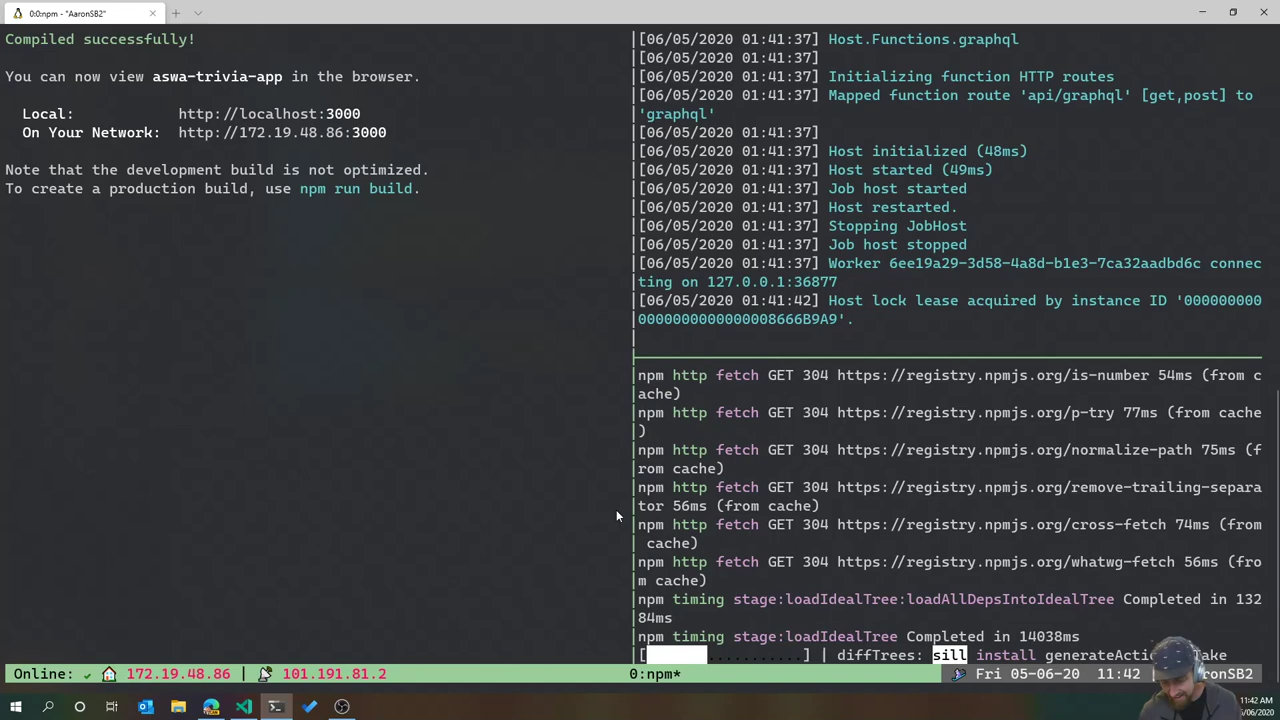 0:0:npm - "AaronSB2"
Compiled successfully!
You can now view aswa-trivia-app in the browser.
Local: http://localhost:3000
On Your Network: http://172.19.48.86:3000
Note that the development build is not optimized.
To create a production build, use npm run build.
[06/05/2020 01:41:37] Host.Functions.graphql
[06/05/2020 01:41:37]
[06/05/2020 01:41:37] Initializing function HTTP routes
[06/05/2020 01:41:37] Mapped function route 'api/graphql' [get,post] to
'graphql'
[06/05/2020 01:41:37]
[06/05/2020 01:41:37] Host initialized (48ms)
[06/05/2020 01:41:37] Host started (49ms)
[06/05/2020 01:41:37] Job host started
[06/05/2020 01:41:37] Host restarted.
[06/05/2020 01:41:37] Stopping JobHost
[06/05/2020 01:41:37] Job host stopped
[06/05/2020 01:41:37] Worker 6ee19a29-3d58-4a8d-b1e3-7ca32aadbd6c connec
ting on 127.0.0.1:36877
[06/05/2020 01:41:42] Host lock lease acquired by instance ID '000000000
0000000000000008666B9A9'.
npm http fetch GET 304 https://registry.npmjs.org/is-number 54ms (from c
ache)
npm http fetch GET 304 https://registry.npmjs.org/p-try 77ms (from cache
)
npm http fetch GET 304 https://registry.npmjs.org/normalize-path 75ms (f
rom cache)
npm http fetch GET 304 https://registry.npmjs.org/remove-trailing-separa
tor 56ms (from cache)
npm http fetch GET 304 https://registry.npmjs.org/cross-fetch 74ms (from
cache)
npm http fetch GET 304 https://registry.npmjs.org/whatwg-fetch 56ms (fro
m cache)
npm timing stage:loadIdealTree:loadAllDepsIntoIdealTree Completed in 132
84ms
npm timing stage:loadIdealTree Completed in 14038ms
[ ...........] | diffTrees: sill install generateActi
Online: ✓ 172.19.48.86 101.191.81.2 0:npm* Fri 05-06-20 11:42
11:42 AM